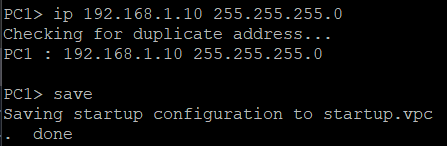 PC1> ip 192.168.1.10 255.255.255.0
Checking for duplicate address...
PC1 : 192.168.1.10 255.255.255.0
PC1> save
Saving startup configuration to startup.vpc
.  done